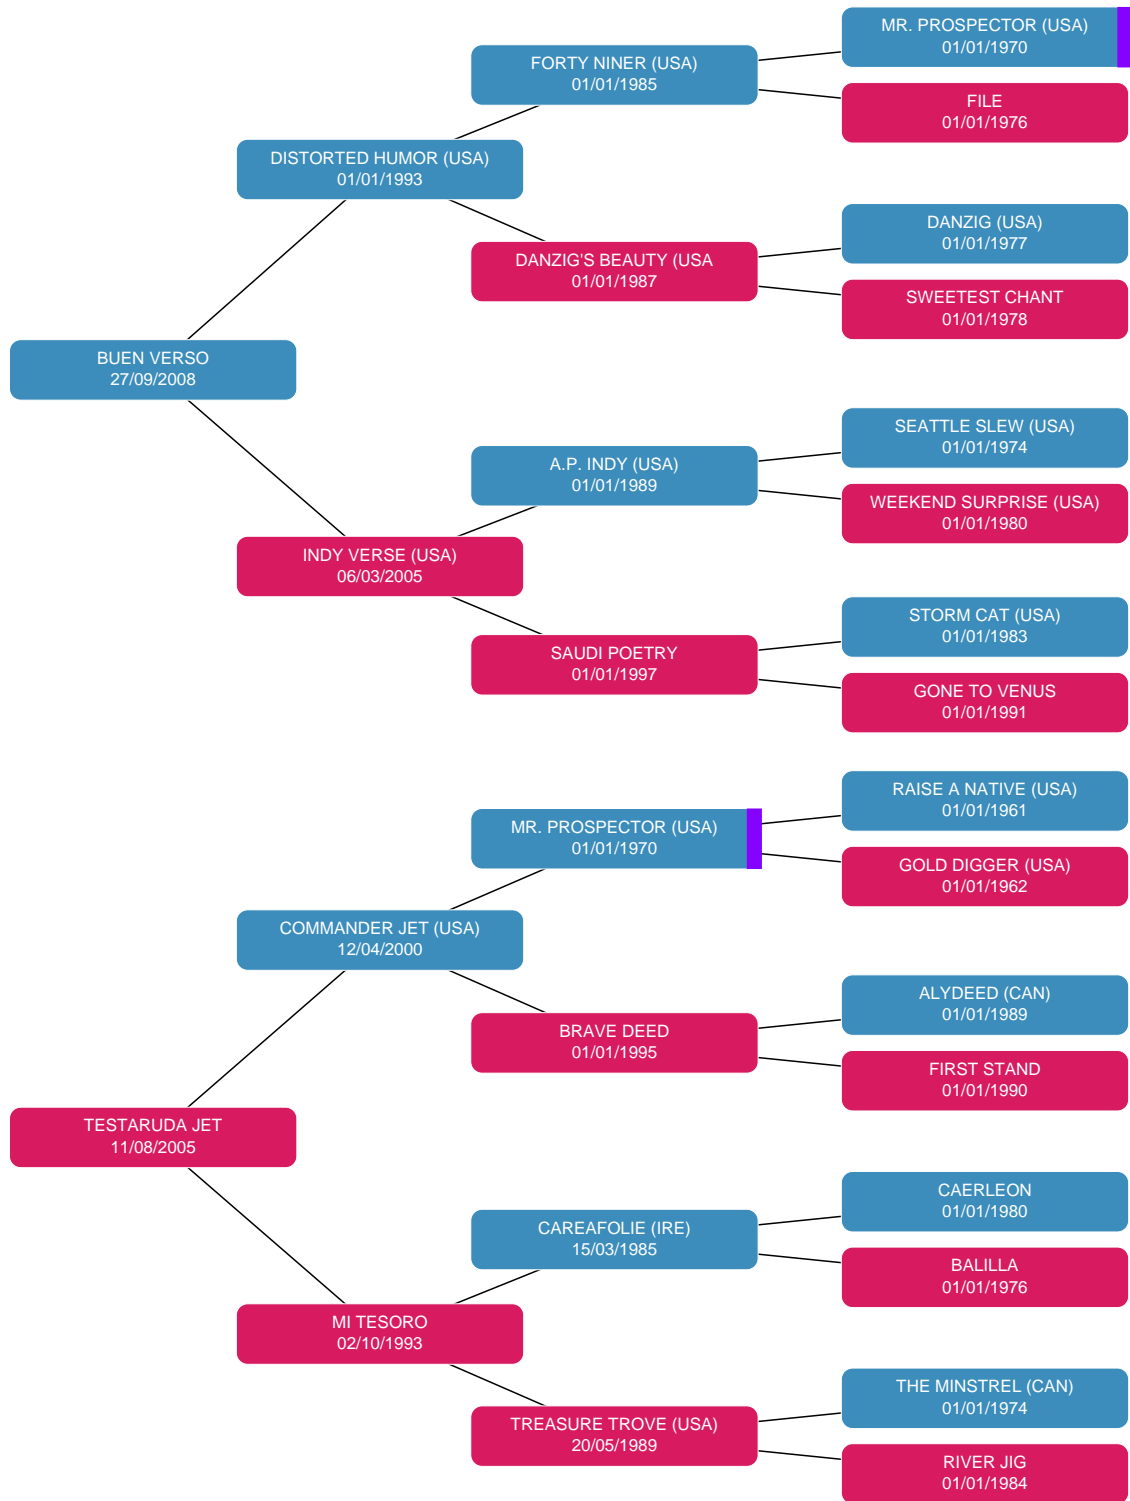 MR. PROSPECTOR (USA)
01/01/1970
FORTY NINER (USA)
01/01/1985
FILE
01/01/1976
DISTORTED HUMOR (USA)
01/01/1993
DANZIG (USA)
01/01/1977
DANZIG'S BEAUTY (USA
01/01/1987
SWEETEST CHANT
01/01/1978
BUEN VERSO
27/09/2008
SEATTLE SLEW (USA)
01/01/1974
A.P. INDY (USA)
01/01/1989
WEEKEND SURPRISE (USA)
01/01/1980
INDY VERSE (USA)
06/03/2005
STORM CAT (USA)
01/01/1983
SAUDI POETRY
01/01/1997
GONE TO VENUS
01/01/1991
RAISE A NATIVE (USA)
01/01/1961
MR. PROSPECTOR (USA)
01/01/1970
GOLD DIGGER (USA)
01/01/1962
COMMANDER JET (USA)
12/04/2000
ALYDEED (CAN)
01/01/1989
BRAVE DEED
01/01/1995
FIRST STAND
01/01/1990
TESTARUDA JET
11/08/2005
CAERLEON
01/01/1980
CAREAFOLIE (IRE)
15/03/1985
BALILLA
01/01/1976
MI TESORO
02/10/1993
THE MINSTREL (CAN)
01/01/1974
TREASURE TROVE (USA)
20/05/1989
RIVER JIG
01/01/1984